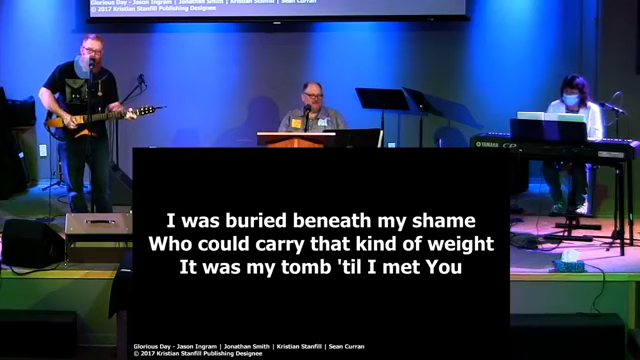 Glorious Day - Jason Ingram | Jonathan Smith | Kristian Stanfill | Sean Curran
© 2017 Kristian Stanfill Publishing Designee
YAMAHA CP
I was buried beneath my shame
Who could carry that kind of weight
It was my tomb 'til I met You
Glorious Day - Jason Ingram | Jonathan Smith | Kristian Stanfill | Sean Curran
© 2017 Kristian Stanfill Publishing Designee